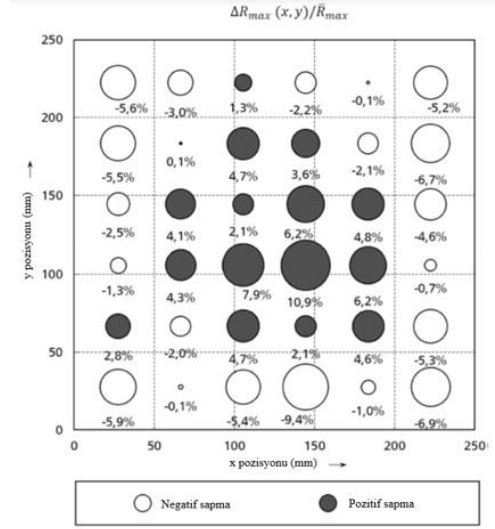 ΔR_max (x, y)/R̄_max
250
-5,6% -3,0% 1,3% -2,2% -0,1% -5,2%
200
-5,5% 0,1% 4,7% 3,6% -2,1% -6,7%
150
-2,5% 4,1% 2,1% 6,2% 4,8% -4,6%
100
-1,3% 4,3% 7,9% 10,9% 6,2% -0,7%
50
2,8% -2,0% 4,7% 2,1% 4,6% -5,3%
-5,9% -0,1% -5,4% -9,4% -1,0% -6,9%
0
y pozisyonu (mm)
0 50 100 150 200 250
x pozisyonu (mm)
Negatif sapma Pozitif sapma